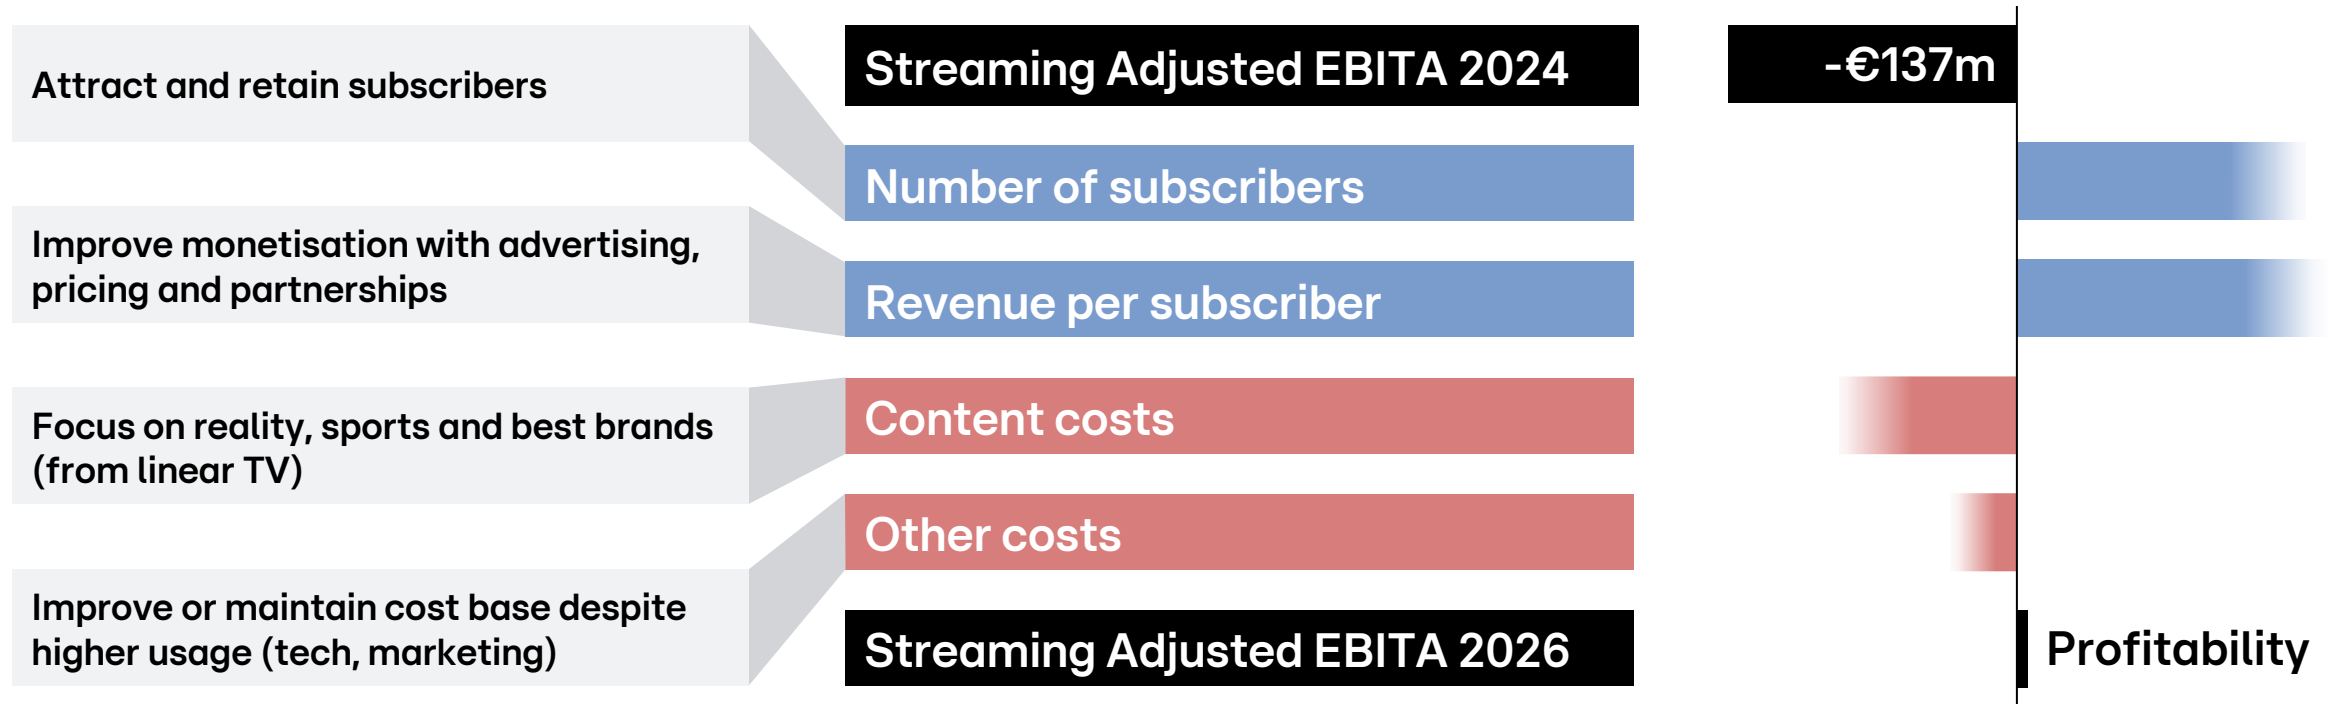 Attract and retain subscribers
Streaming Adjusted EBITA 2024
-€137m
Number of subscribers
Improve monetisation with advertising,
pricing and partnerships
Revenue per subscriber
Focus on reality, sports and best brands
(from linear TV)
Content costs
Other costs
Improve or maintain cost base despite
higher usage (tech, marketing)
Streaming Adjusted EBITA 2026
Profitability